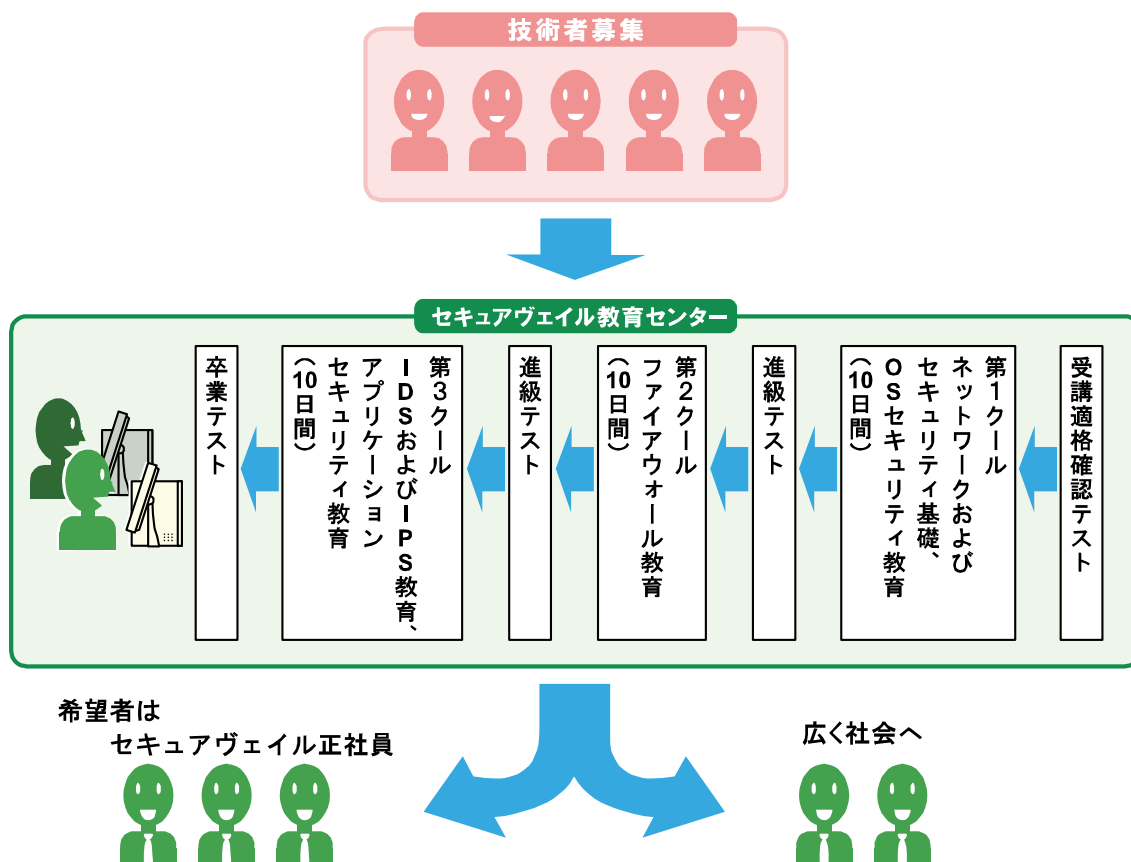 技術者募集
セキュアヴェイル教育センター
受講適格確認テスト
第1クール
ネットワークおよび
セキュリティ基礎、
OSセキュリティ教育
(10日間)
進級テスト
第2クール
ファイアウォール教育
(10日間)
進級テスト
第3クール
IDSおよびIPS教育、
アプリケーション
セキュリティ教育
(10日間)
卒業テスト
希望者は
セキュアヴェイル正社員
広く社会へ